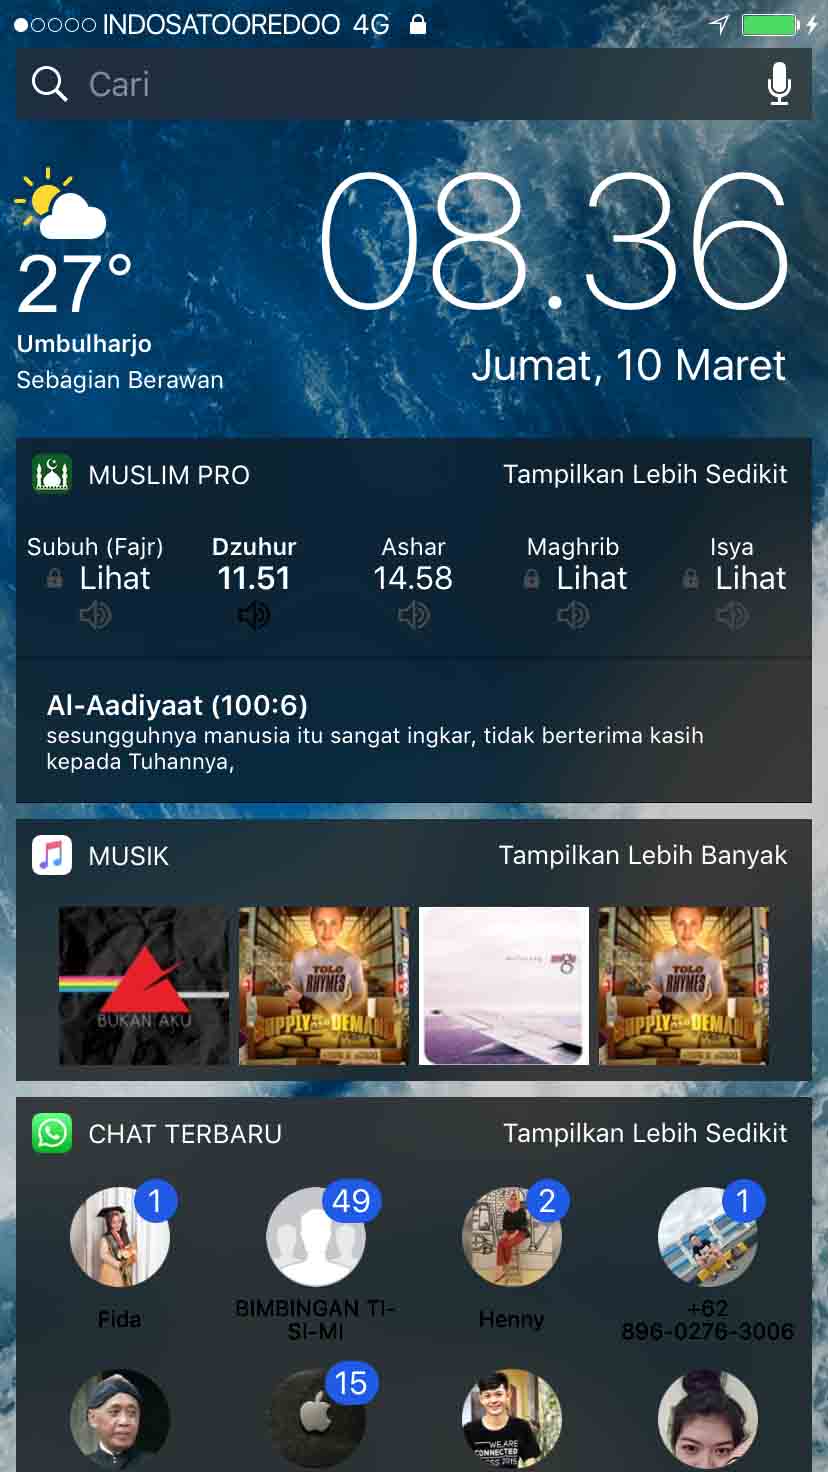 INDOSATOOREDOO 4G
Cari
08.36
27°
Umbulharjo
Jumat, 10 Maret
Sebagian Berawan
MUSLIM PRO Tampilkan Lebih Sedikit
Subuh (Fajr) Dzuhur Ashar Maghrib Isya
Lihat 11.51 14.58 Lihat Lihat
Al-Aadiyaat (100:6)
sesungguhnya manusia itu sangat ingkar, tidak berterima kasih
kepada Tuhannya,
MUSIK Tampilkan Lebih Banyak
BUKAN AKU
TOLO
RHYMES
SUPPLY DEMAND
TOLO
RHYMES
SUPPLY DEMAND
CHAT TERBARU Tampilkan Lebih Sedikit
1 49 2 1
Fida BIMBINGAN TI-
SI-MI Henny +62
896-0276-3006
15
WE ARE
CONNECTED
2015